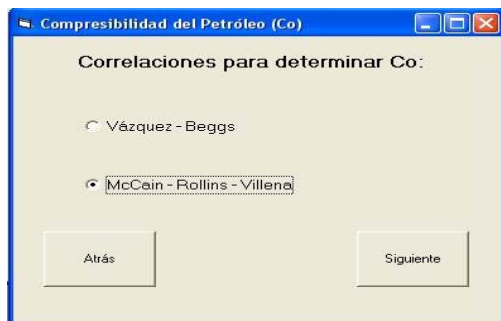 Compresibilidad del Petróleo (Co)
Correlaciones para determinar Co:
Vázquez - Beggs
McCain - Rollins - Villena
Atrás
Siguiente